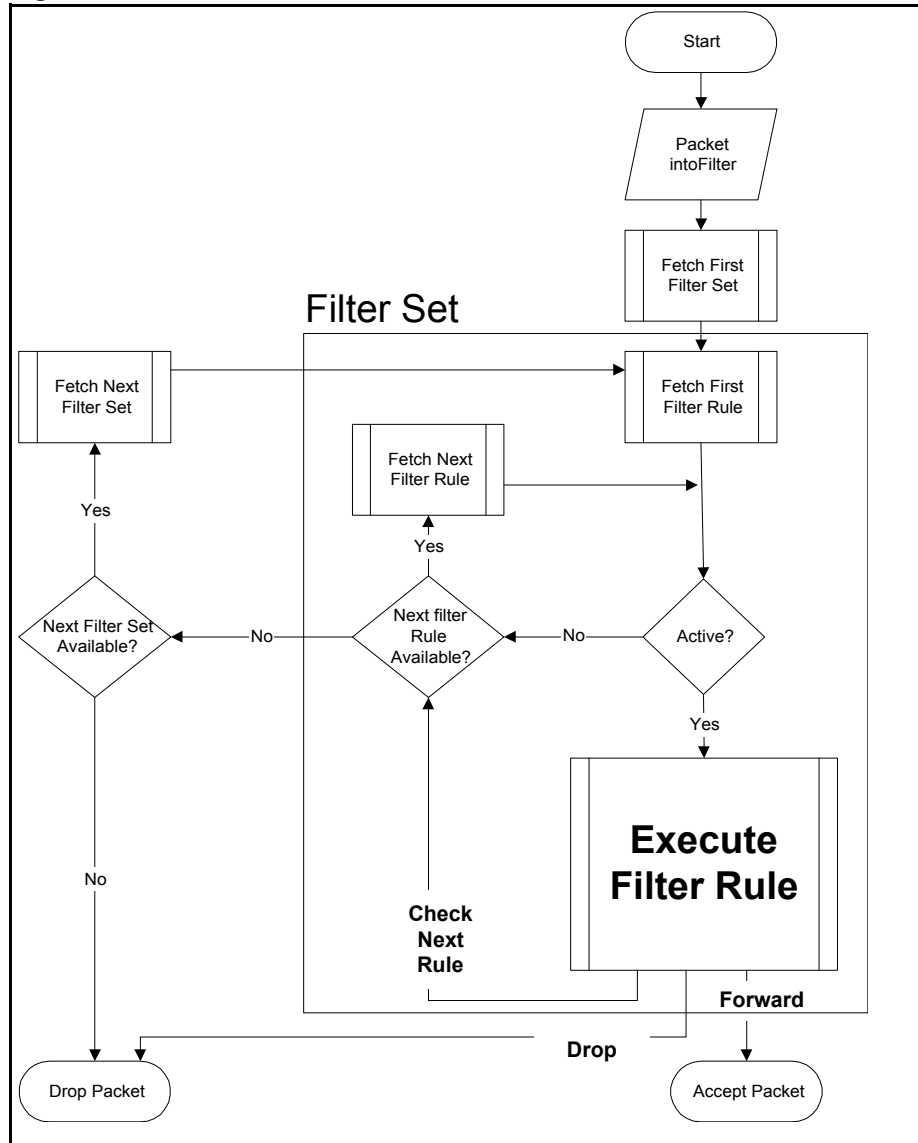 Start
Packet
intoFilter
Fetch First
Filter Set
Filter Set
Fetch Next
Filter Set
Fetch First
Filter Rule
Fetch Next
Filter Rule
Yes
Yes
Next Filter Set
Available?
No
Next filter
Rule
Available?
No
Active?
Yes
Execute
Filter Rule
No
Check
Next
Rule
Forward
Drop
Drop Packet
Accept Packet